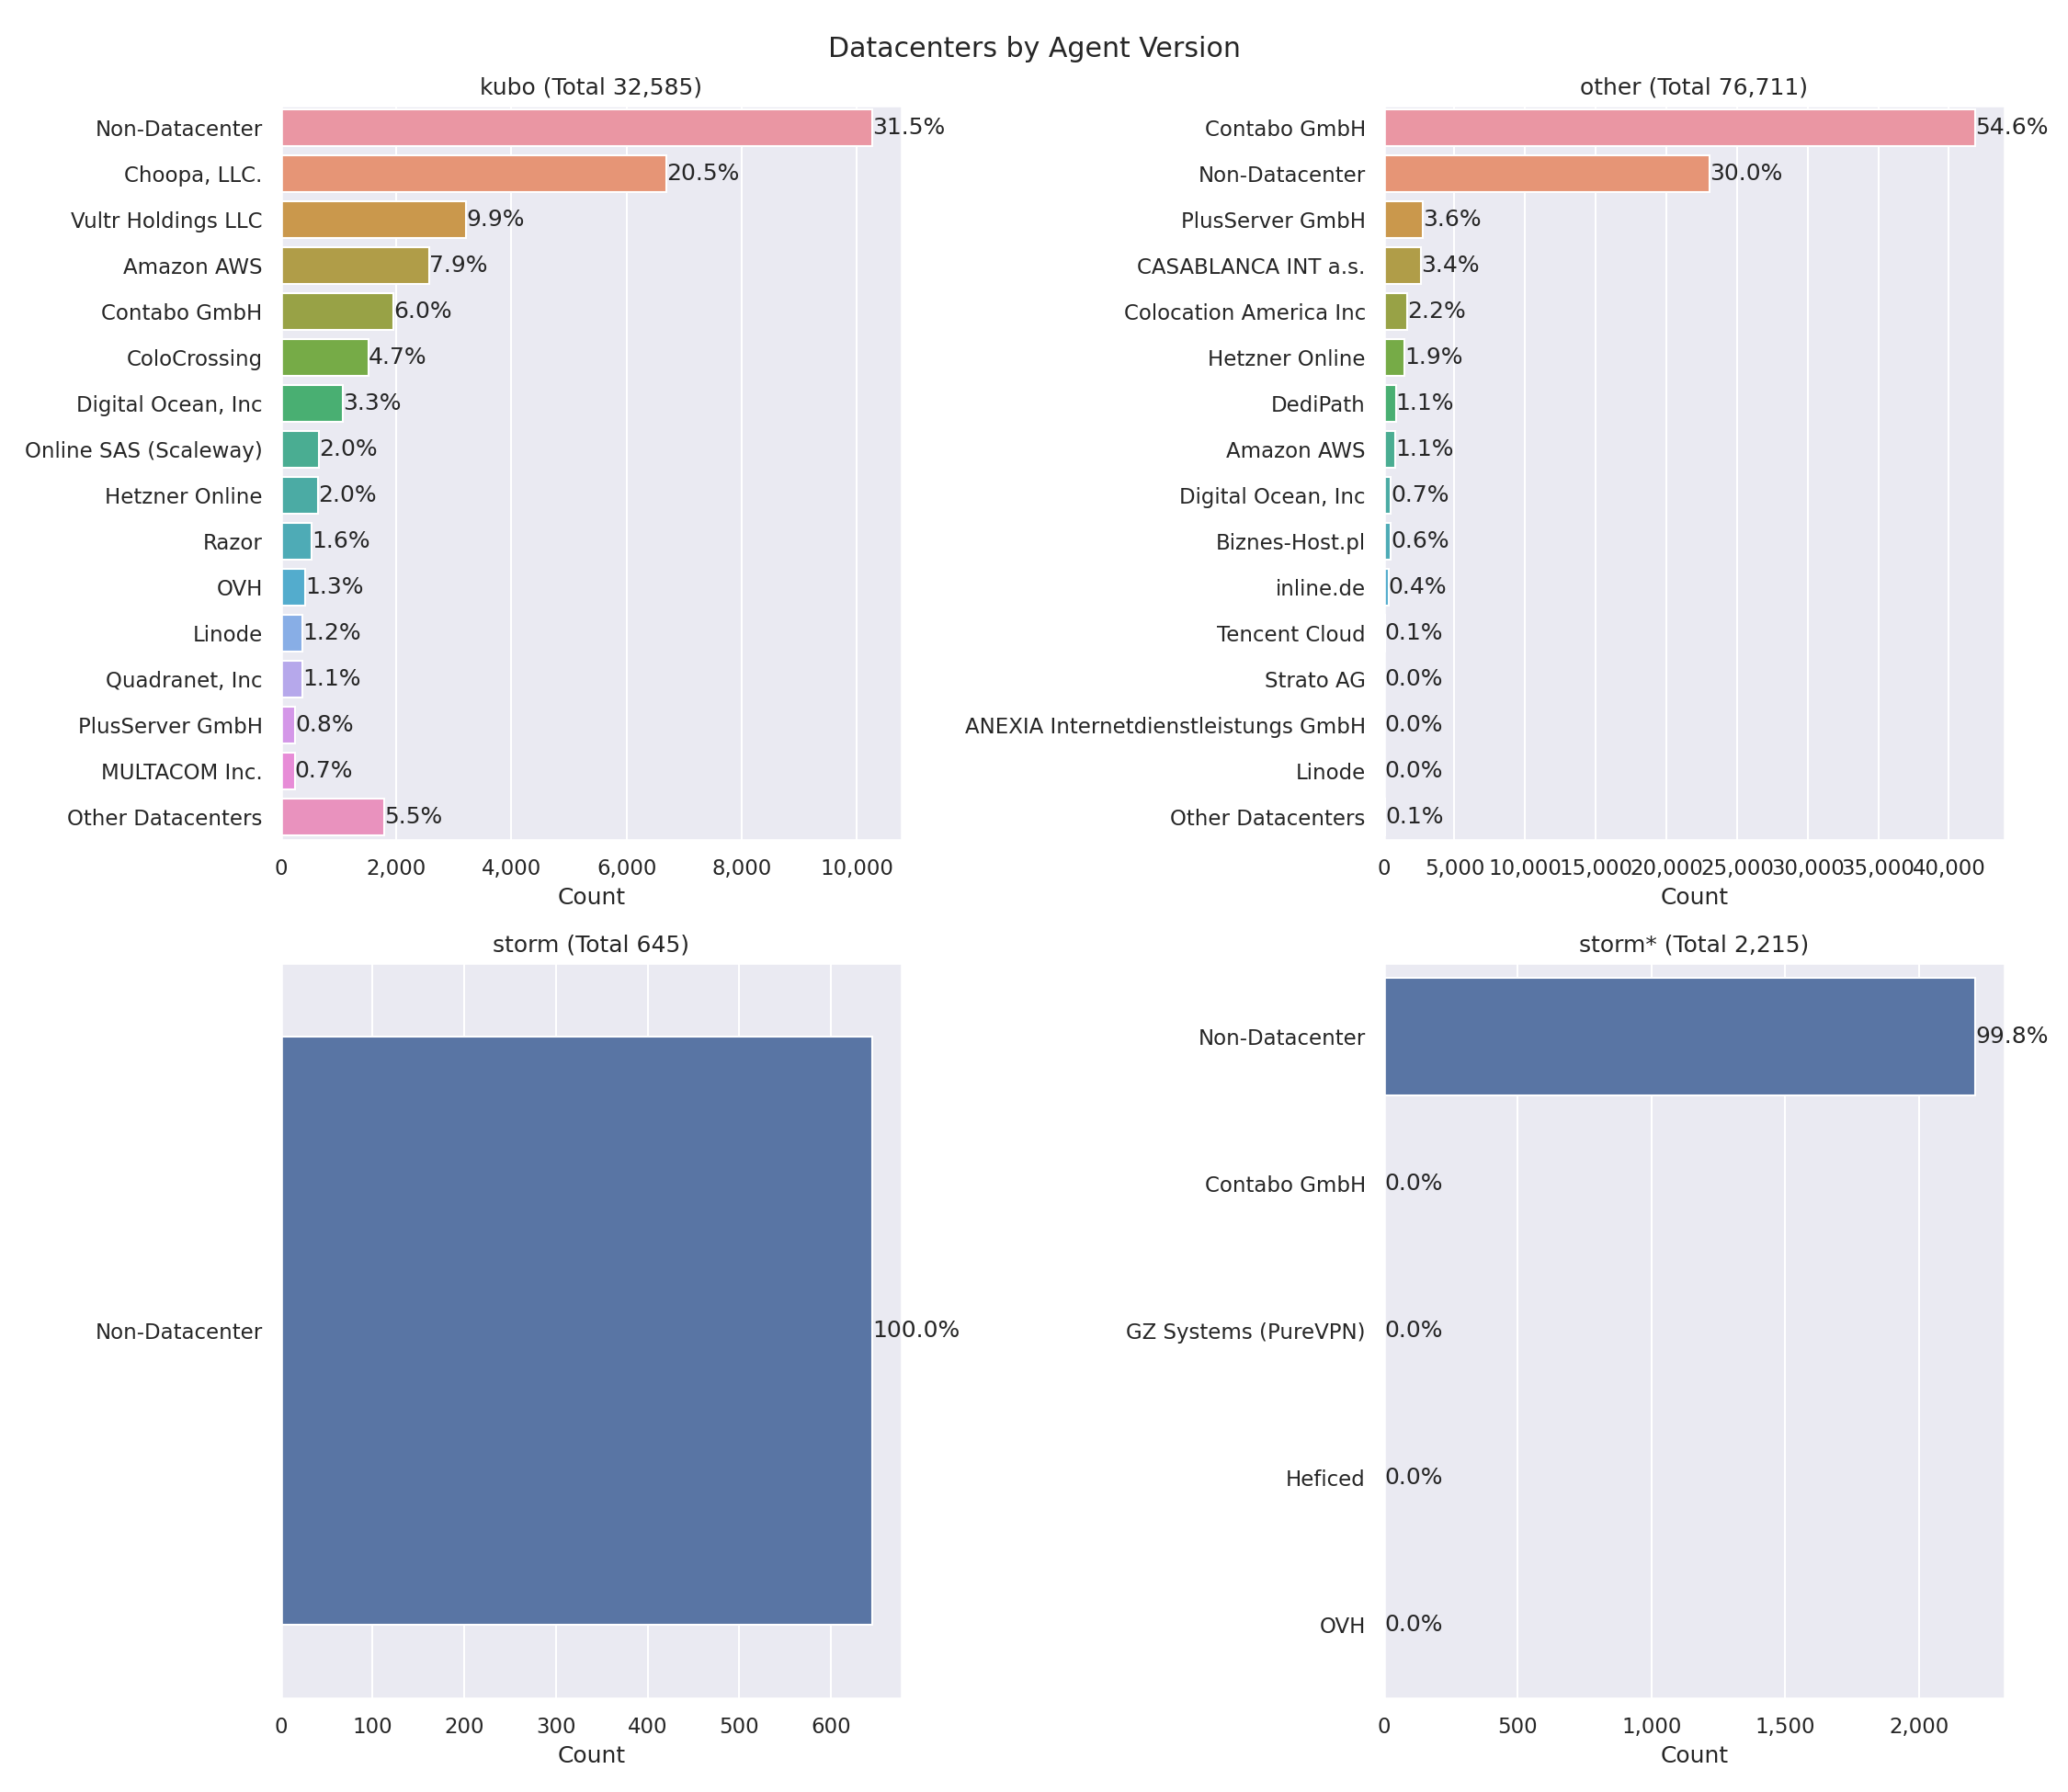 Datacenters by Agent Version
kubo (Total 32,585)
Non-Datacenter 31.5%
Choopa, LLC. 20.5%
Vultr Holdings LLC 9.9%
Amazon AWS 7.9%
Contabo GmbH 6.0%
ColoCrossing 4.7%
Digital Ocean, Inc 3.3%
Online SAS (Scaleway) 2.0%
Hetzner Online 2.0%
Razor 1.6%
OVH 1.3%
Linode 1.2%
Quadranet, Inc 1.1%
PlusServer GmbH 0.8%
MULTACOM Inc. 0.7%
Other Datacenters 5.5%
0 2,000 4,000 6,000 8,000 10,000
Count
other (Total 76,711)
Contabo GmbH 54.6%
Non-Datacenter 30.0%
PlusServer GmbH 3.6%
CASABLANCA INT a.s. 3.4%
Colocation America Inc 2.2%
Hetzner Online 1.9%
DediPath 1.1%
Amazon AWS 1.1%
Digital Ocean, Inc 0.7%
Biznes-Host.pl 0.6%
inline.de 0.4%
Tencent Cloud 0.1%
Strato AG 0.0%
ANEXIA Internetdienstleistungs GmbH 0.0%
Linode 0.0%
Other Datacenters 0.1%
0 5,000 10,000 15,000 20,000 25,000 30,000 35,000 40,000
Count
storm (Total 645)
Non-Datacenter 100.0%
0 100 200 300 400 500 600
Count
storm* (Total 2,215)
Non-Datacenter 99.8%
Contabo GmbH 0.0%
GZ Systems (PureVPN) 0.0%
Heficed 0.0%
OVH 0.0%
0 500 1,000 1,500 2,000
Count